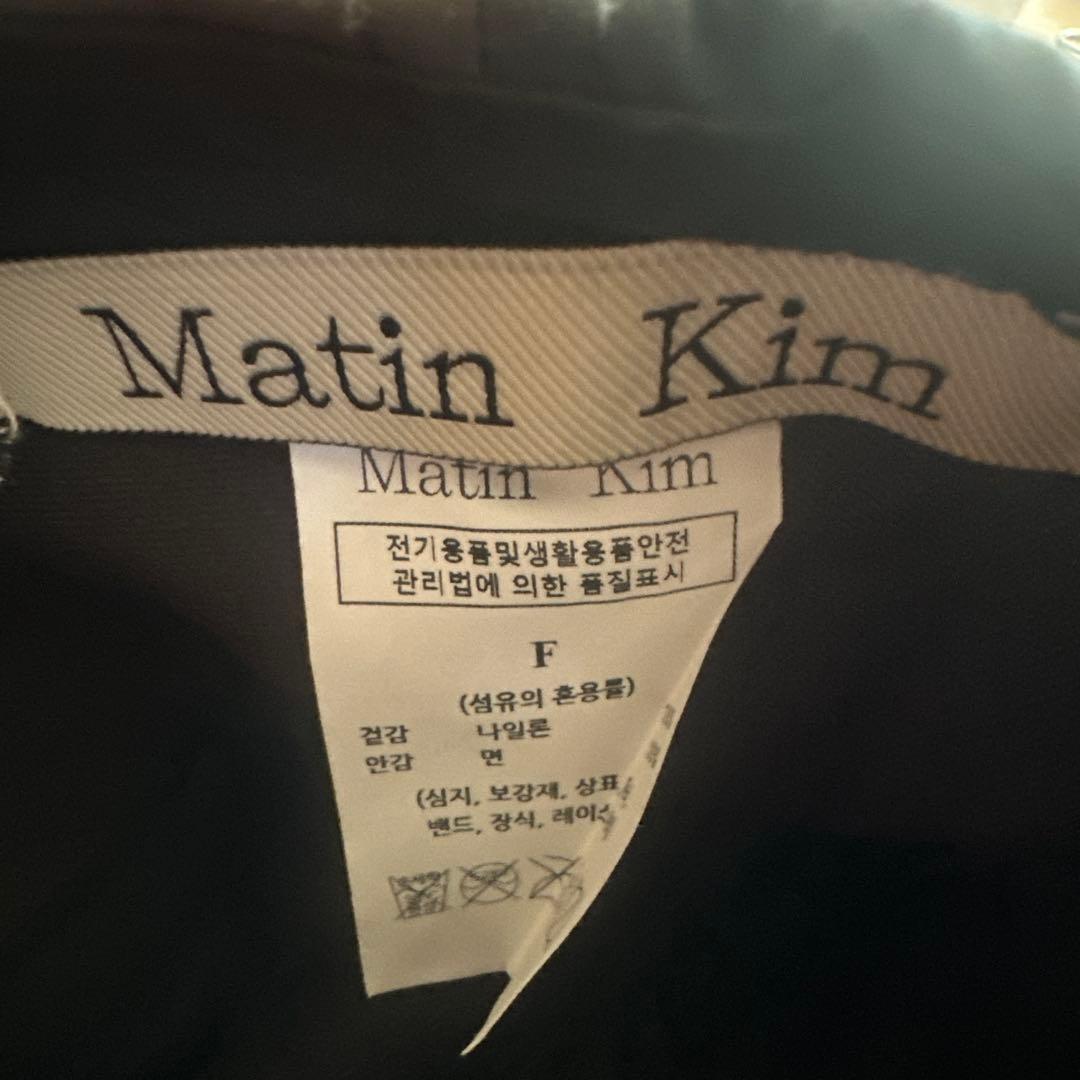 Matin Kim
Matin Kim
전기용품및생활용품안전
관리법에 의한 품질표시
F
(섬유의 혼용률)
겉감 나일론
안감 면
(심지, 보강재, 상표
밴드, 장식, 레이